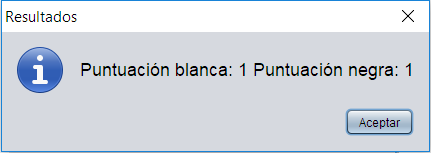 Resultados
Puntuación blanca: 1 Puntuación negra: 1
Aceptar